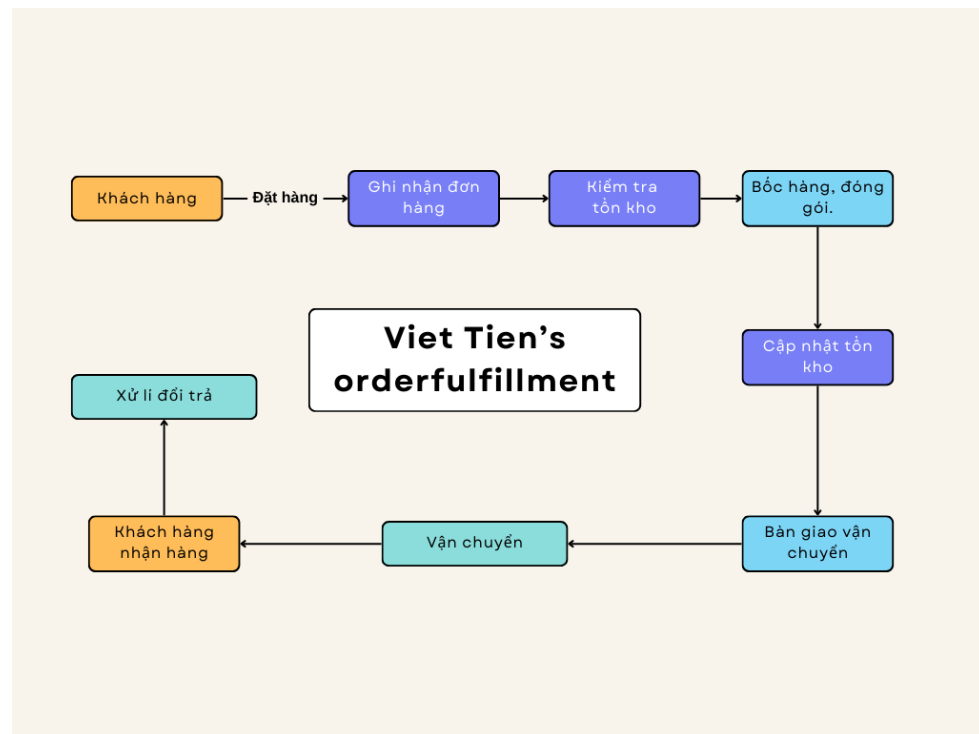 Khách hàng
Đặt hàng
Ghi nhận đơn
hàng
Kiểm tra
tồn kho
Bốc hàng, đóng
gói.
Viet Tien’s
orderfulfillment
Cập nhật tồn
kho
Xử lí đổi trả
Khách hàng
nhận hàng
Vận chuyển
Bàn giao vận
chuyển